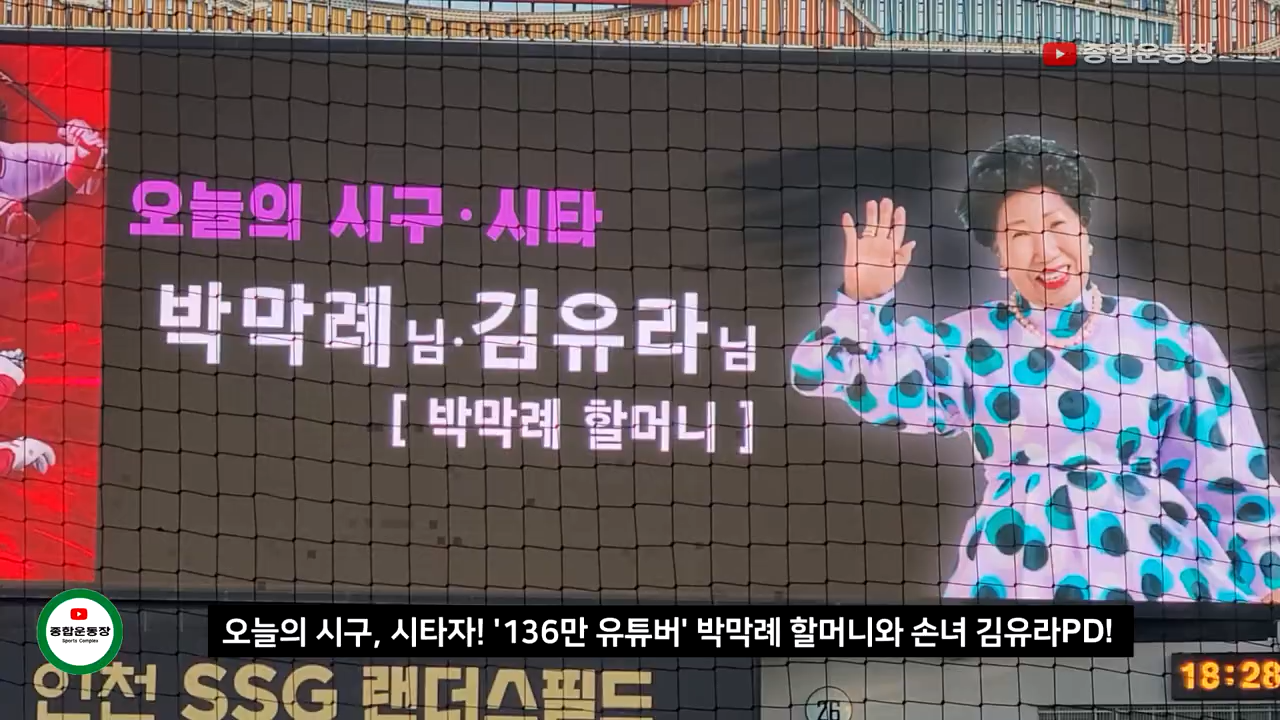 종합운동장
오늘의 시구·시타
박막례님·김유라님
[ 박막례 할머니 ]
종합운동장
Sports Complex
오늘의 시구, 시타자! '136만 유튜버' 박막례 할머니와 손녀 김유라PD!
인천 SSG 랜더스필드
26
18:28